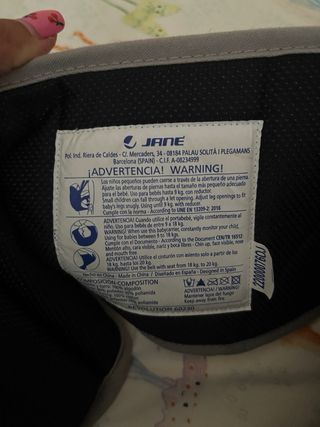 JANÉ
Pol. Ind. Riera de Caldes - C/. Mercaders, 34 - 08184 PALAU SOLITÀ I PLEGAMANS
Barcelona (SPAIN) - C.I.F. A-08234999
¡ADVERTENCIA! WARNING!
Los niños pequeños pueden caerse a través de la abertura de una pierna.
Ajuste las aberturas de piernas hasta el tamaño más pequeño adecuado
para el bebé. Uso para bebés hasta 9 kg. con reductor.
Small children can fall through a let opening. Adjust leg openings to fit
baby's legs snugly. Using until 9 kg. with reductor.
Cumple con la norma - According to UNE EN 13209-2: 2016
¡ADVERTENCIA! Cuando utilice el portabebé, vigile constantemente al
niño. Uso para bebés de entre 9 a 18 kg.
WARNING! When you use this babycarrier, constantly monitor your child.
Using for babies between 9 to 18 kgs.
Cumple con el Documento - According to the Document CEN/TR 16512
Mentón alto, cara visible, nariz y boca libres. Chin up, face visible, nose
and mouth free
¡ADVERTENCIA! Utilice el cinturón con asiento solo a partir de los
18 kg. hasta los 20 kg.
WARNING! Use the Belt with seat from 18 kg. to 20 kg.
Hecho en China - Made in China / Diseñado en España - Designed in Spain
COMPOSITION
ADVERTENCIA! / WARNING!
Mantener lejos del fuego
Keep away from fire
EVOLUTION 60230